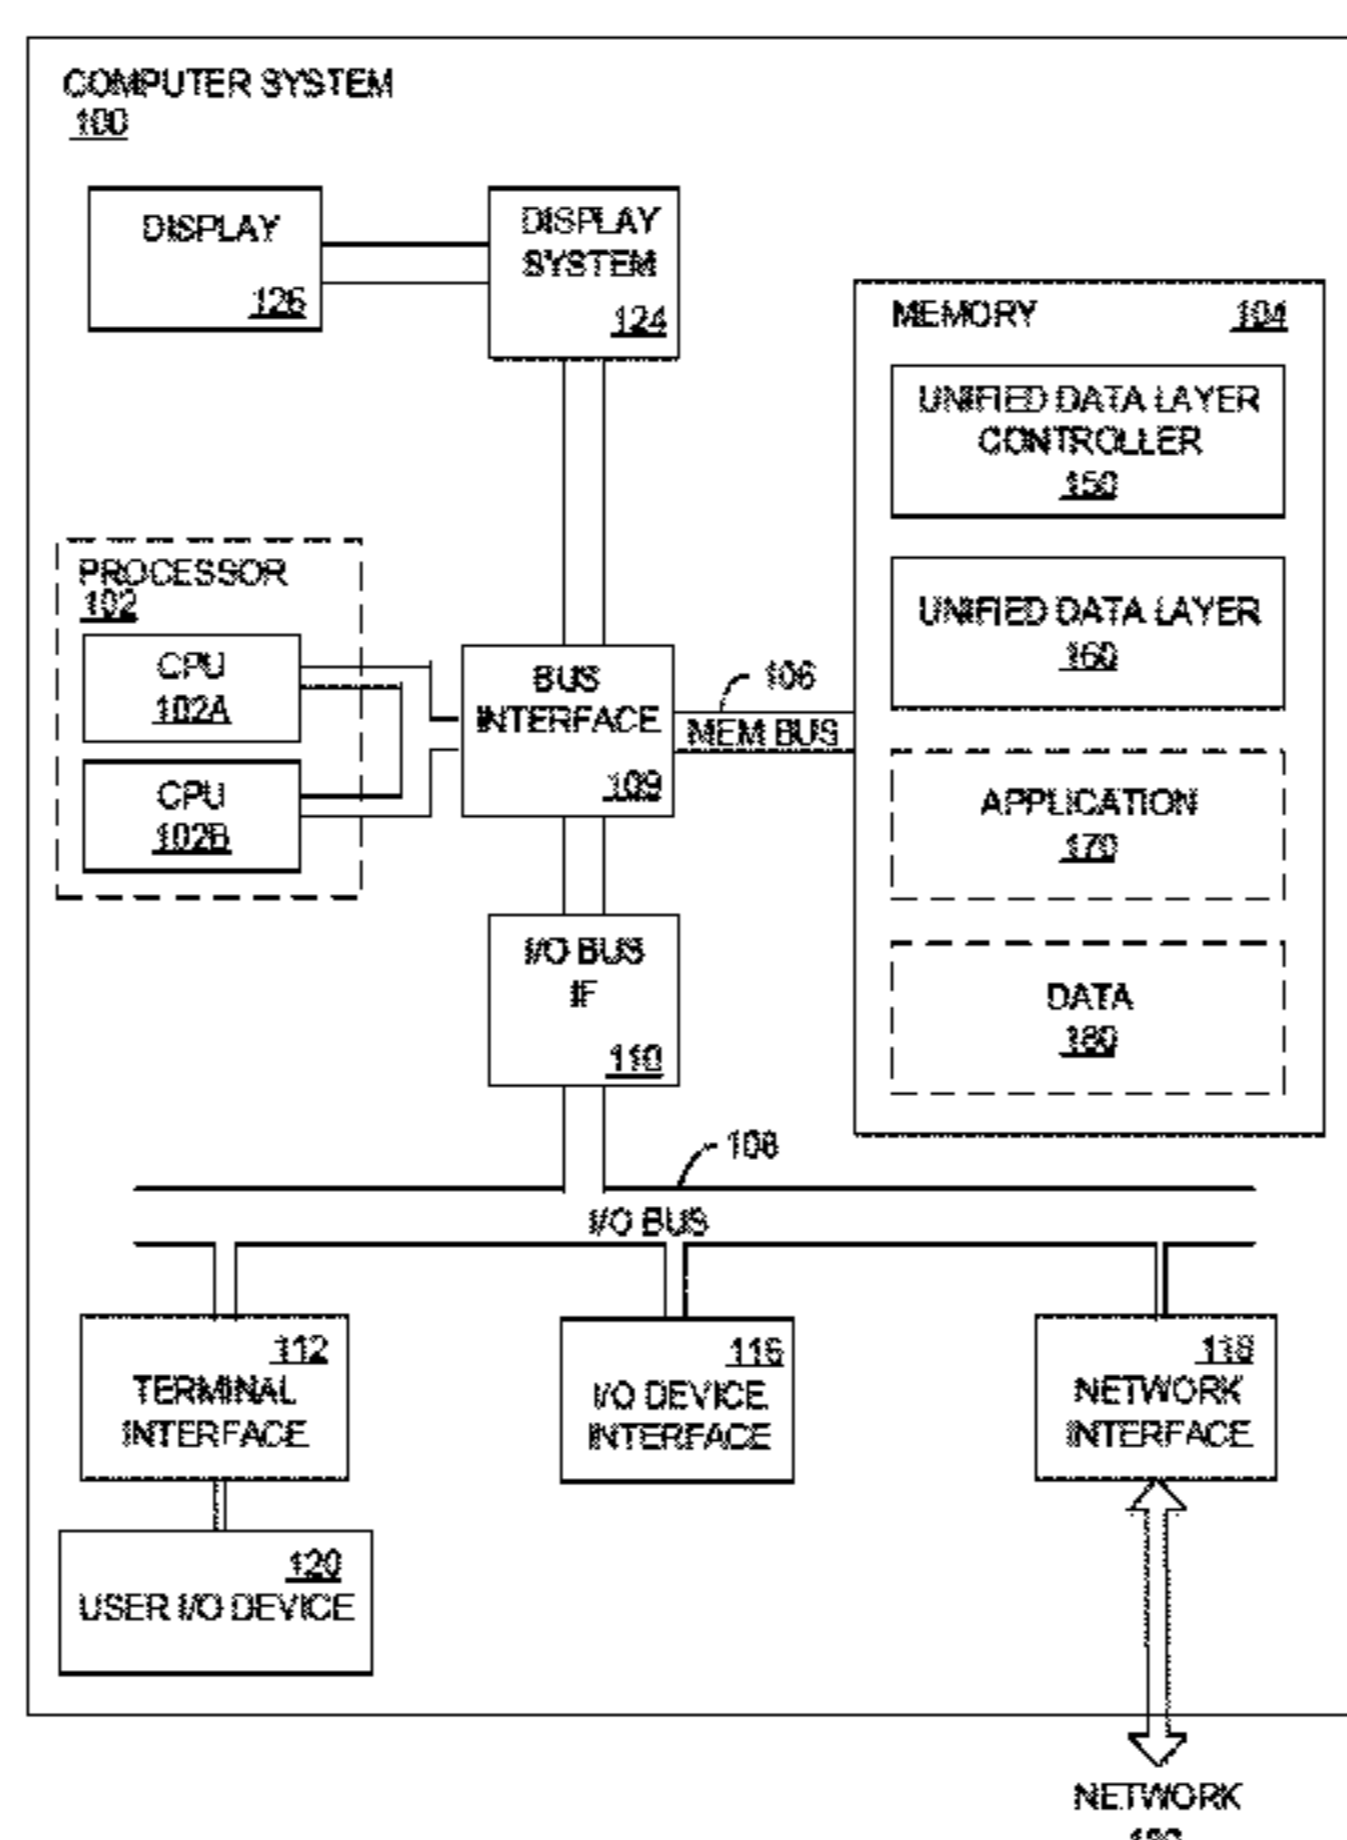 COMPUTER SYSTEM
100
DISPLAY
126
DISPLAY
SYSTEM
124
MEMORY 104
UNIFIED DATA LAYER
CONTROLLER
150
UNIFIED DATA LAYER
160
APPLICATION
170
DATA
180
PROCESSOR
102
CPU
102A
CPU
102B
BUS
INTERFACE
109
106
MEM BUS
I/O BUS
IF
110
108
I/O BUS
112
TERMINAL
INTERFACE
116
I/O DEVICE
INTERFACE
118
NETWORK
INTERFACE
120
USER I/O DEVICE
NETWORK